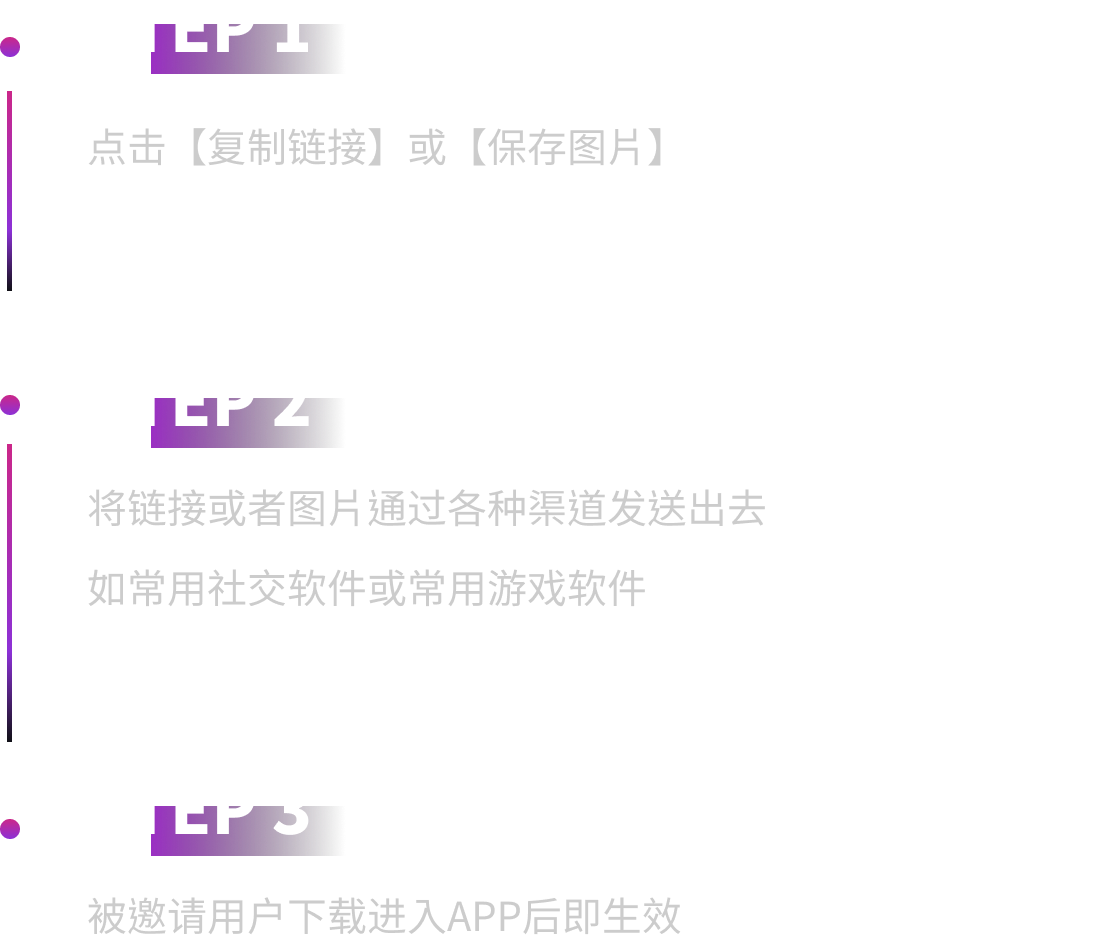 STEP 1
点击【复制链接】或【保存图片】
STEP 2
将链接或者图片通过各种渠道发送出去
如常用社交软件或常用游戏软件
STEP 3
被邀请用户下载进入APP后即生效